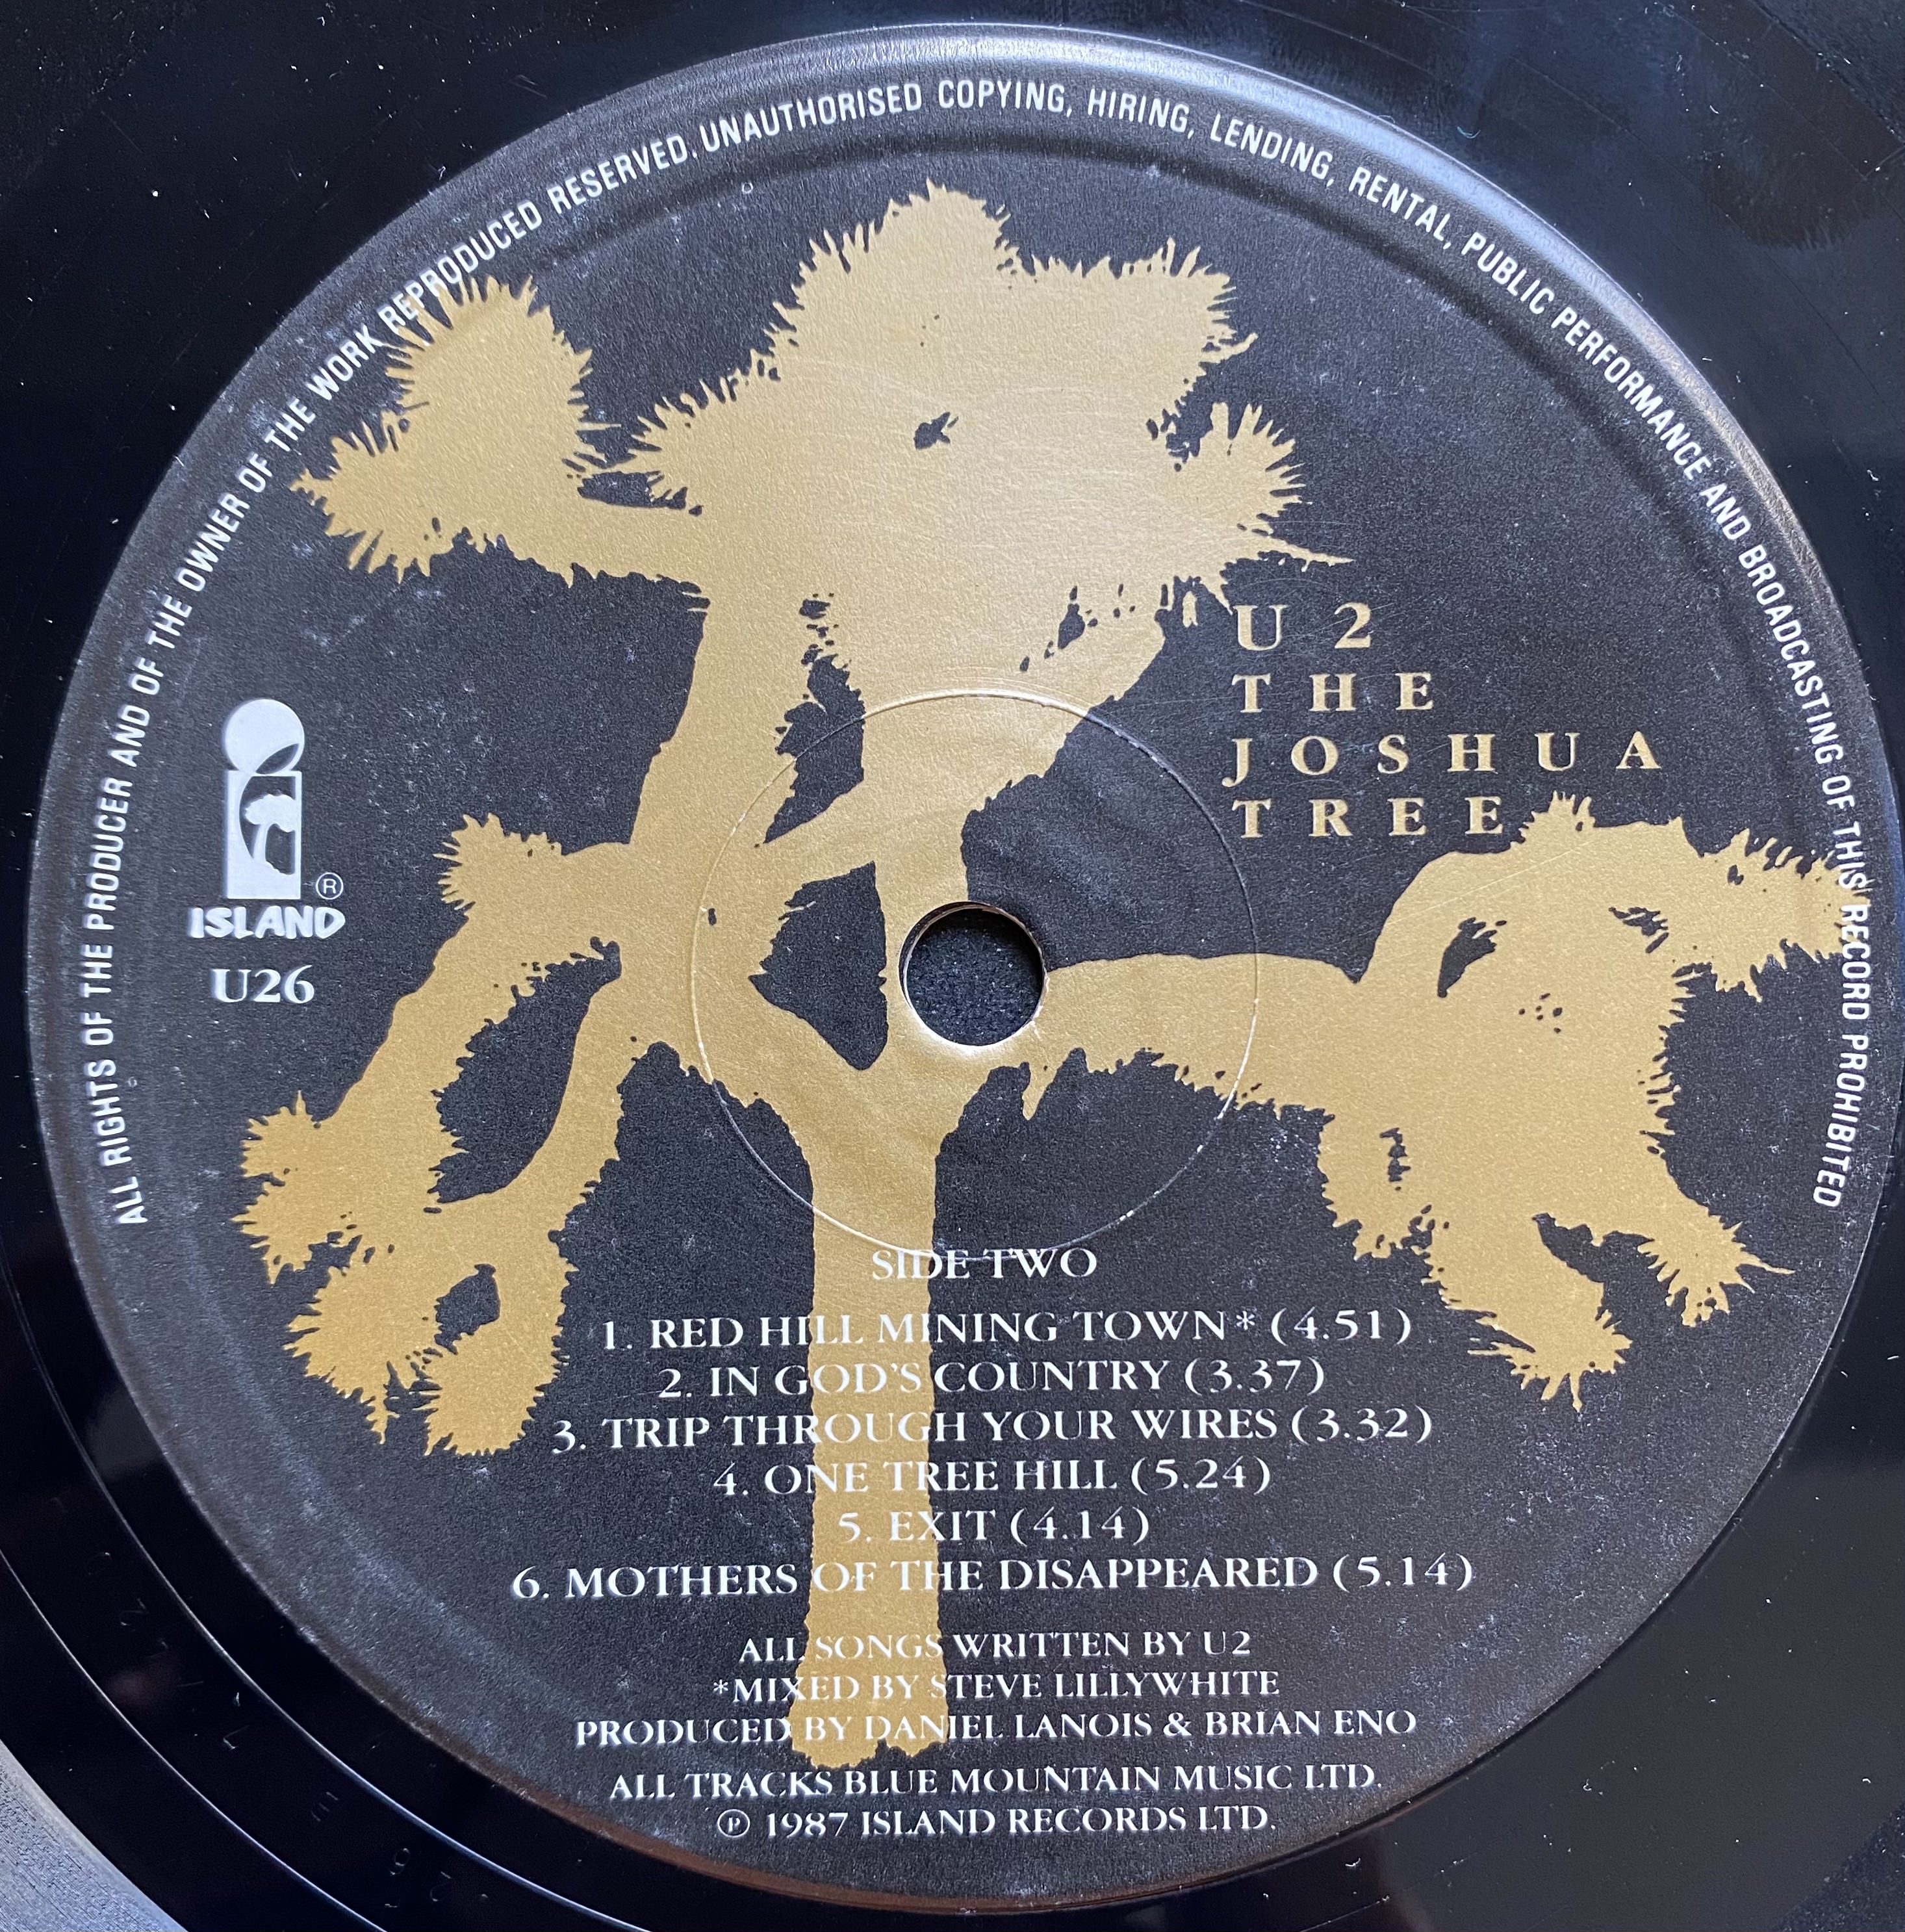 ALL RIGHTS OF THE PRODUCER AND OF THE OWNER OF THE WORK REPRODUCED RESERVED. UNAUTHORISED COPYING, HIRING, LENDING, RENTAL, PUBLIC PERFORMANCE AND BROADCASTING OF THIS RECORD PROHIBITED
U2
THE
JOSHUA
TREE
®
ISLAND
U26
SIDE TWO
1. RED HILL MINING TOWN* (4.51)
2. IN GOD'S COUNTRY (3.37)
3. TRIP THROUGH YOUR WIRES (3.32)
4. ONE TREE HILL (5.24)
5. EXIT (4.14)
6. MOTHERS OF THE DISAPPEARED (5.14)
ALL SONGS WRITTEN BY U2
*MIXED BY STEVE LILLYWHITE
PRODUCED BY DANIEL LANOIS & BRIAN ENO
ALL TRACKS BLUE MOUNTAIN MUSIC LTD.
℗ 1987 ISLAND RECORDS LTD.